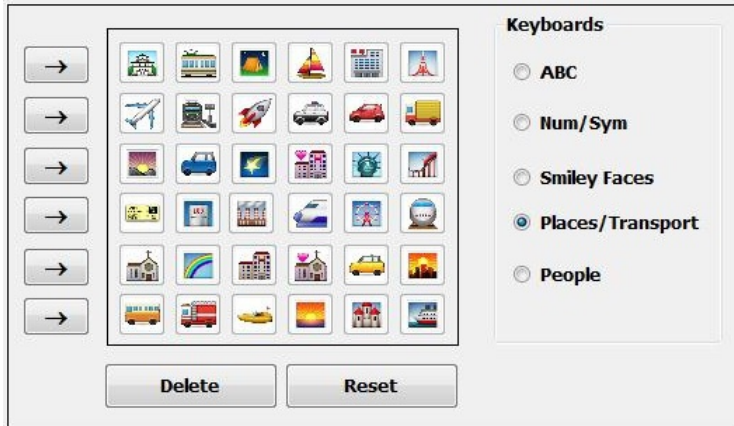 Keyboards
ABC
Num/Sym
Smiley Faces
Places/Transport
People
Delete
Reset